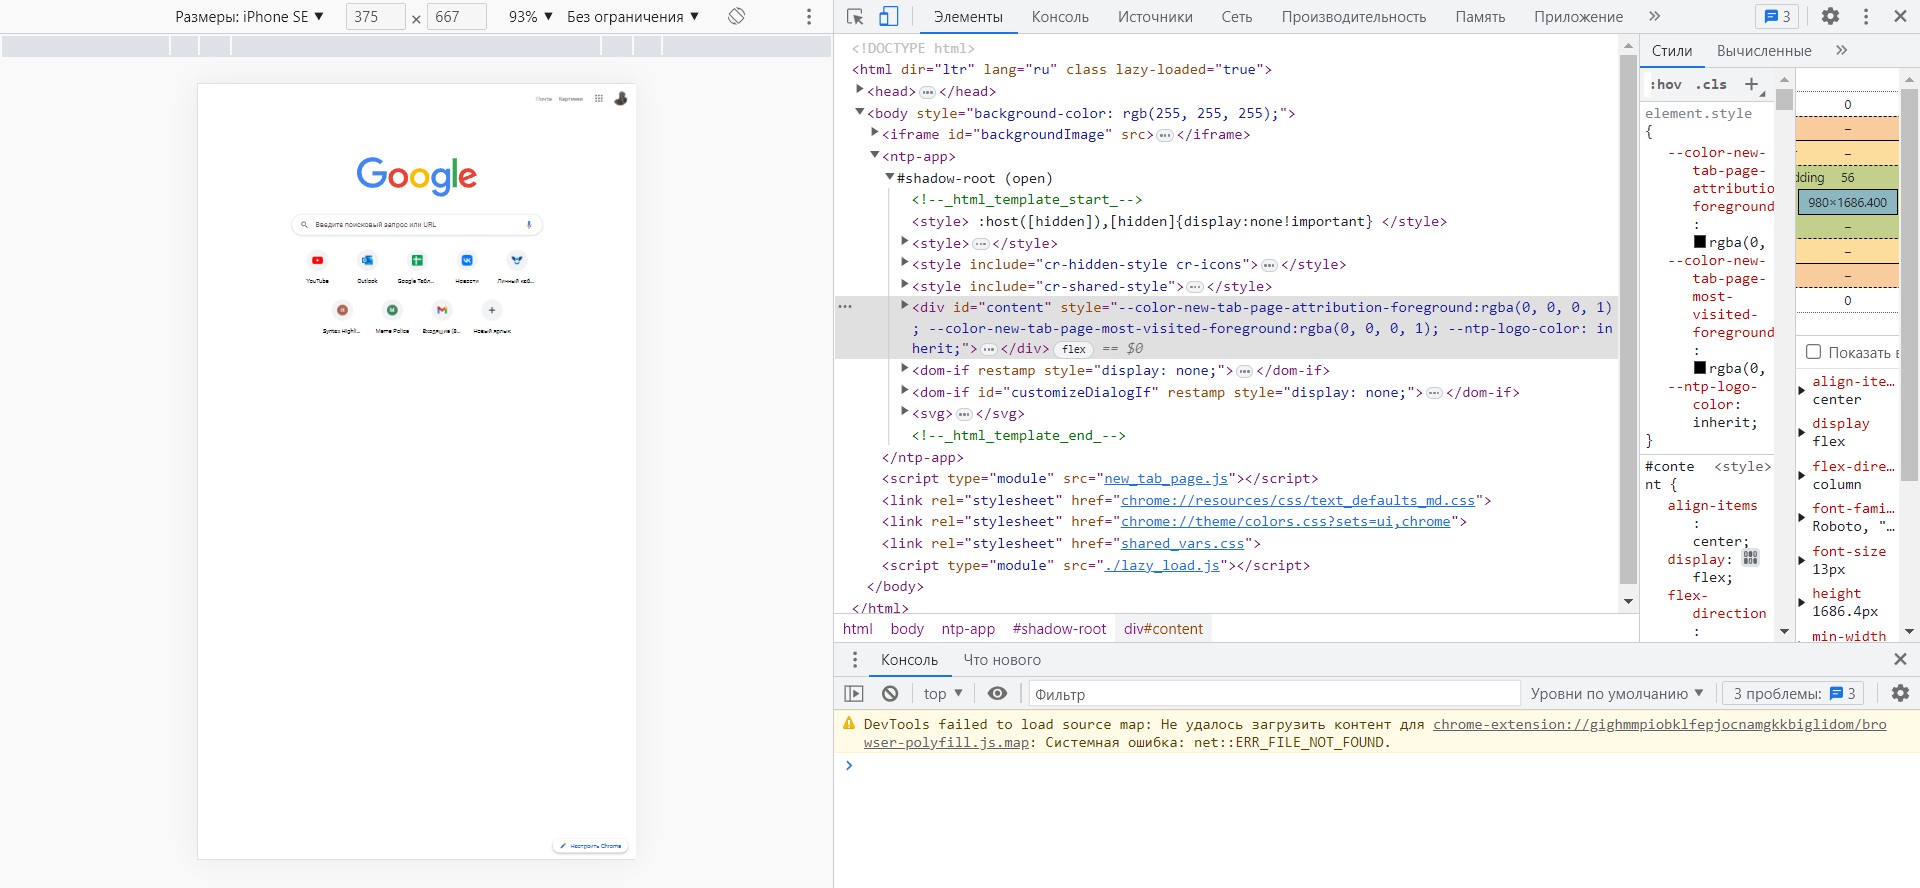 Размеры: iPhone SE ▼ 375 × 667 93% ▼ Без ограничения ▼
Элементы Консоль Источники Сеть Производительность Память Приложение » 3
Почта Картинки
Google
Введите поисковый запрос или URL
YouTube Outlook Google Табл... Новости Личный каб...
Syntax Highli... Meme Police Входящие (8... Новый ярлык
Настроить Chrome
<!DOCTYPE html>
<html dir="ltr" lang="ru" class lazy-loaded="true">
<head> ••• </head>
<body style="background-color: rgb(255, 255, 255);">
<iframe id="backgroundImage" src> ••• </iframe>
<ntp-app>
#shadow-root (open)
<!--_html_template_start_-->
<style> :host([hidden]),[hidden]{display:none!important} </style>
<style> ••• </style>
<style include="cr-hidden-style cr-icons"> ••• </style>
<style include="cr-shared-style"> ••• </style>
<div id="content" style="--color-new-tab-page-attribution-foreground:rgba(0, 0, 0, 1)
; --color-new-tab-page-most-visited-foreground:rgba(0, 0, 0, 1); --ntp-logo-color: in
herit;"> ••• </div> flex == $0
<dom-if restamp style="display: none;"> ••• </dom-if>
<dom-if id="customizeDialogIf" restamp style="display: none;"> ••• </dom-if>
<svg> ••• </svg>
<!--_html_template_end_-->
</ntp-app>
<script type="module" src="new_tab_page.js"></script>
<link rel="stylesheet" href="chrome://resources/css/text_defaults_md.css">
<link rel="stylesheet" href="chrome://theme/colors.css?sets=ui,chrome">
<link rel="stylesheet" href="shared_vars.css">
<script type="module" src="./lazy_load.js"></script>
</body>
</html>
html body ntp-app #shadow-root div#content
Стили Вычисленные »
:hov .cls +
element.style
{
--color-new-
tab-page-
attributio
foreground
:
rgba(0,
--color-new-
tab-page-
most-
visited-
foreground
:
rgba(0,
--ntp-logo-
color:
inherit;
}
#conte <style>
nt {
align-items
:
center;
display:
flex;
flex-
direction
:
0
–
–
dding 56
980×1686.400
–
–
–
0
Показать в
align-ite...
center
display
flex
flex-dire...
column
font-fami...
Roboto, "...
font-size
13px
height
1686.4px
min-width
Консоль Что нового
top ▼ Фильтр Уровни по умолчанию ▼ 3 проблемы: 3
DevTools failed to load source map: Не удалось загрузить контент для chrome-extension://gighmmpiobklfepjocnamgkkbiglidom/bro
wser-polyfill.js.map: Системная ошибка: net::ERR_FILE_NOT_FOUND.